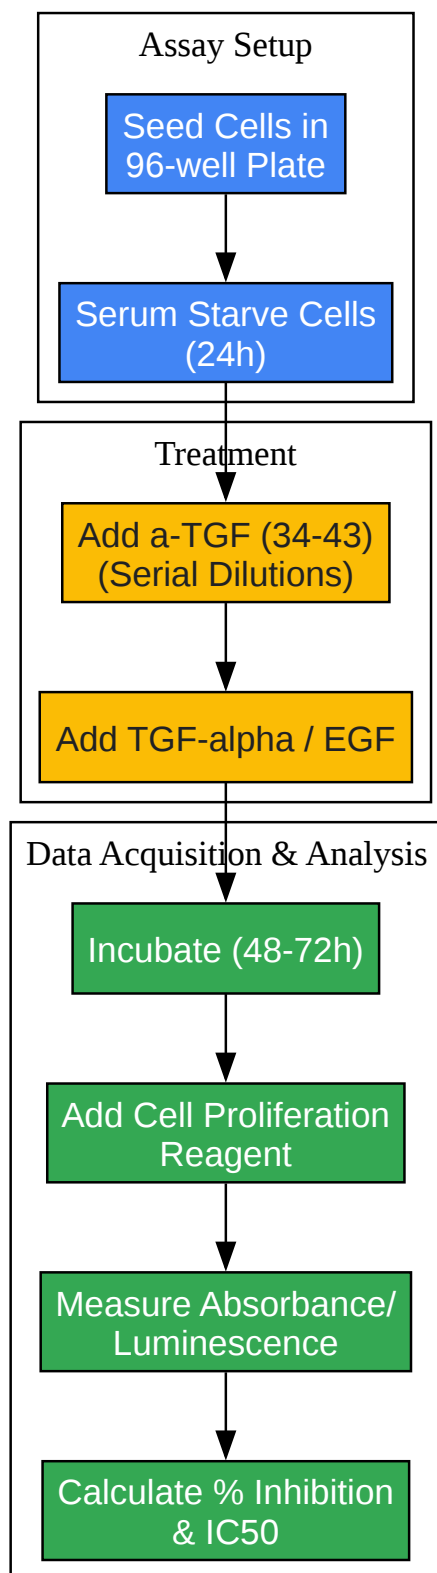 Assay Setup
Seed Cells in
96-well Plate
Serum Starve Cells
(24h)
Treatment
Add a-TGF (34-43)
(Serial Dilutions)
Add TGF-alpha / EGF
Data Acquisition & Analysis
Incubate (48-72h)
Add Cell Proliferation
Reagent
Measure Absorbance/
Luminescence
Calculate % Inhibition
& IC50